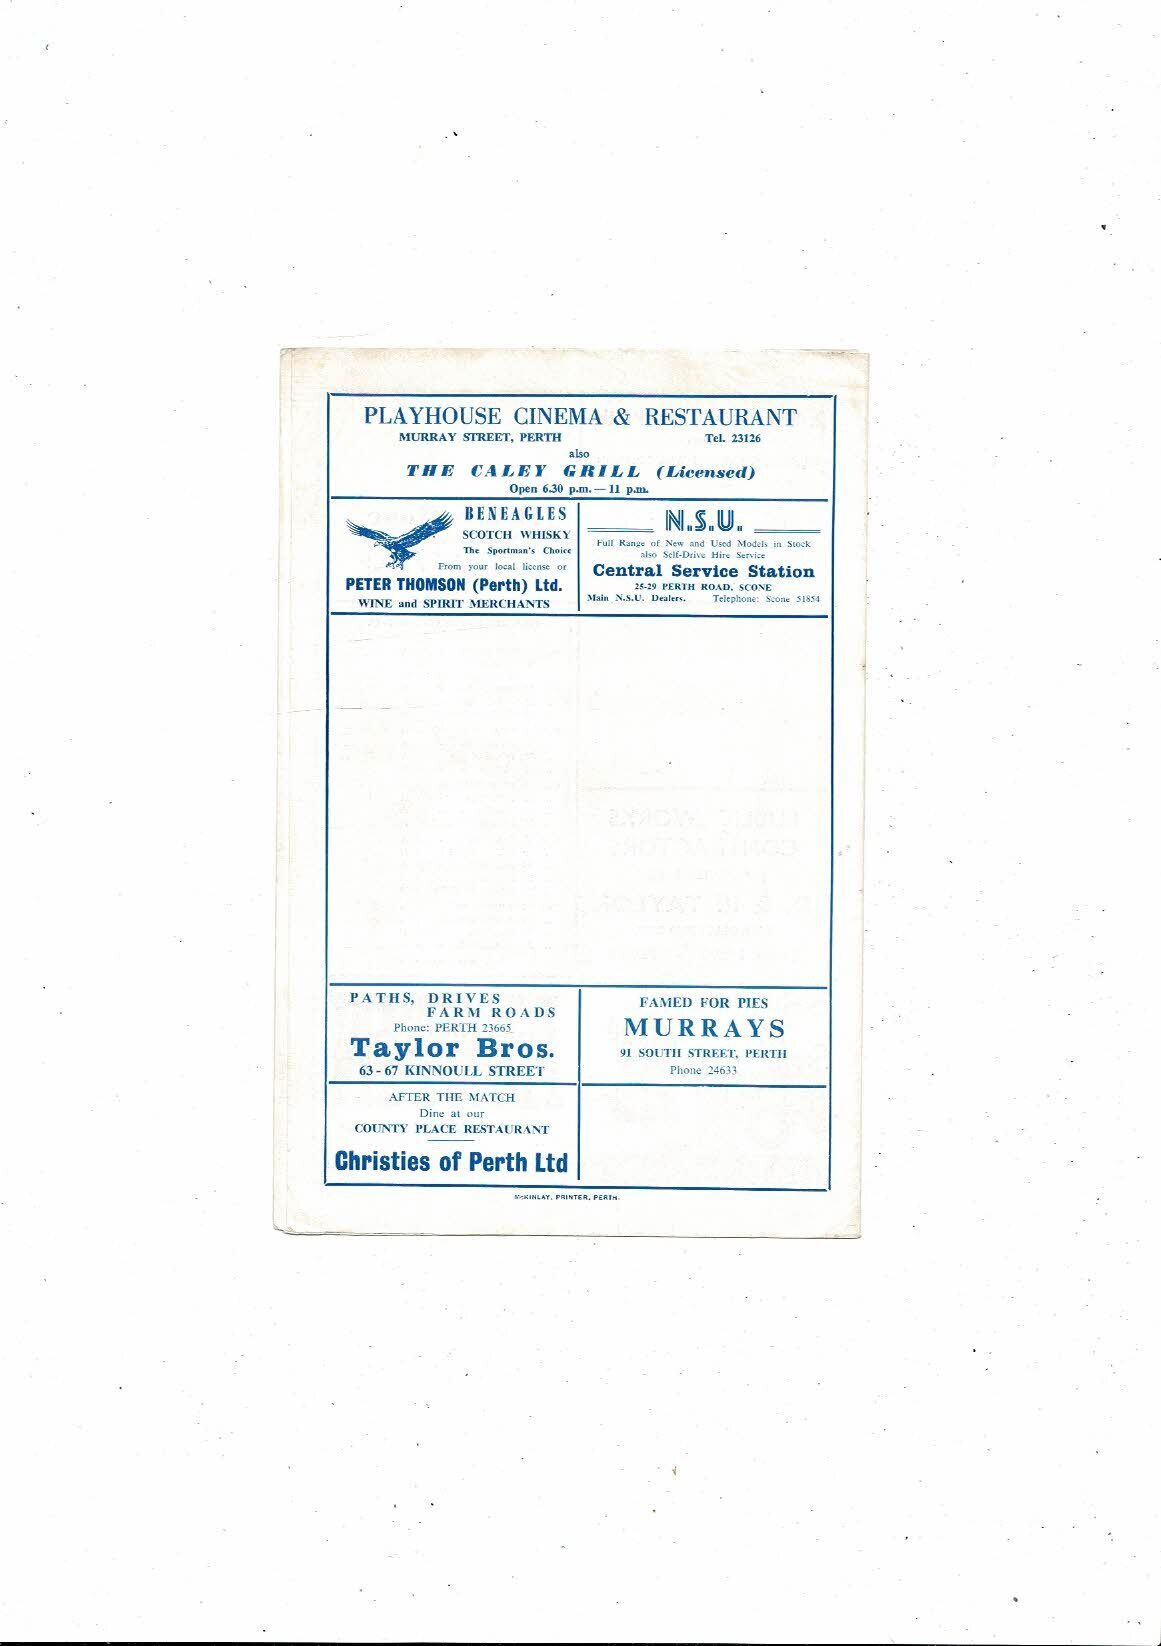 PLAYHOUSE CINEMA & RESTAURANT
MURRAY STREET, PERTH Tel. 23126
also
THE CALEY GRILL (Licensed)
Open 6.30 p.m. — 11 p.m.
BENEAGLES
SCOTCH WHISKY
The Sportman's Choice
From your local license or
PETER THOMSON (Perth) Ltd.
WINE and SPIRIT MERCHANTS
N.S.U.
Full Range of New and Used Models in Stock
also Self-Drive Hire Service
Central Service Station
25-29 PERTH ROAD, SCONE
Main N.S.U. Dealers. Telephone: Scone 51854
PATHS, DRIVES
FARM ROADS
Phone: PERTH 23665
Taylor Bros.
63 - 67 KINNOULL STREET
FAMED FOR PIES
MURRAYS
91 SOUTH STREET, PERTH
Phone 24633
AFTER THE MATCH
Dine at our
COUNTY PLACE RESTAURANT
Christies of Perth Ltd
McKINLAY, PRINTER, PERTH.